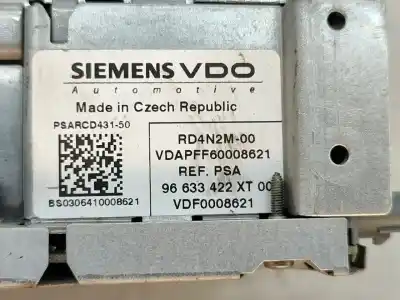 SIEMENS VDO
Automotive
Made in Czech Republic
PSARCD431-50
BS0306410008621
RD4N2M-00
VDAPFF60008621
REF. PSA
96 633 422 XT 00
VDF0008621